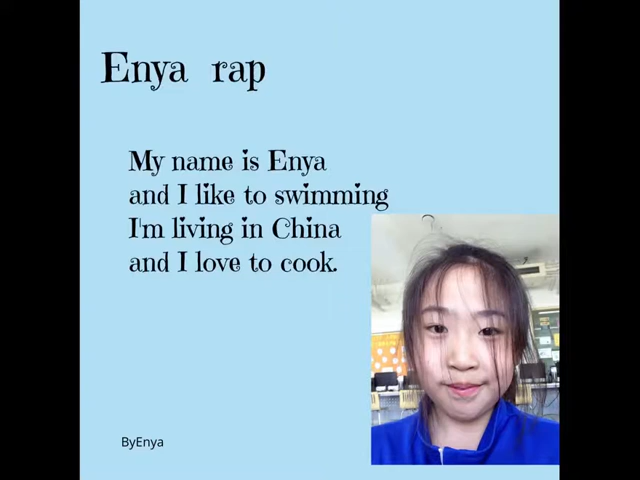 Enya rap
My name is Enya
and I like to swimming
I'm living in China
and I love to cook.
ByEnya